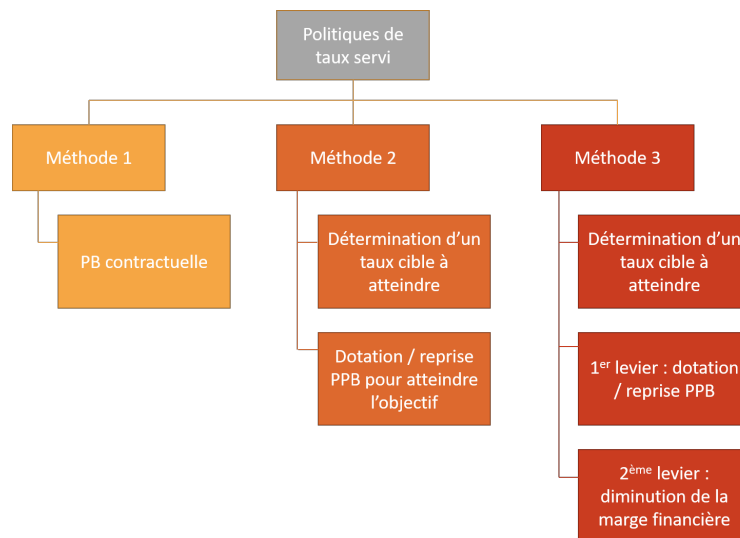 Politiques de
taux servi
Méthode 1
Méthode 2
Méthode 3
PB contractuelle
Détermination d'un
taux cible à
atteindre
Détermination d'un
taux cible à
atteindre
Dotation / reprise
PPB pour atteindre
l'objectif
1er levier : dotation
/ reprise PPB
2ème levier :
diminution de la
marge financière